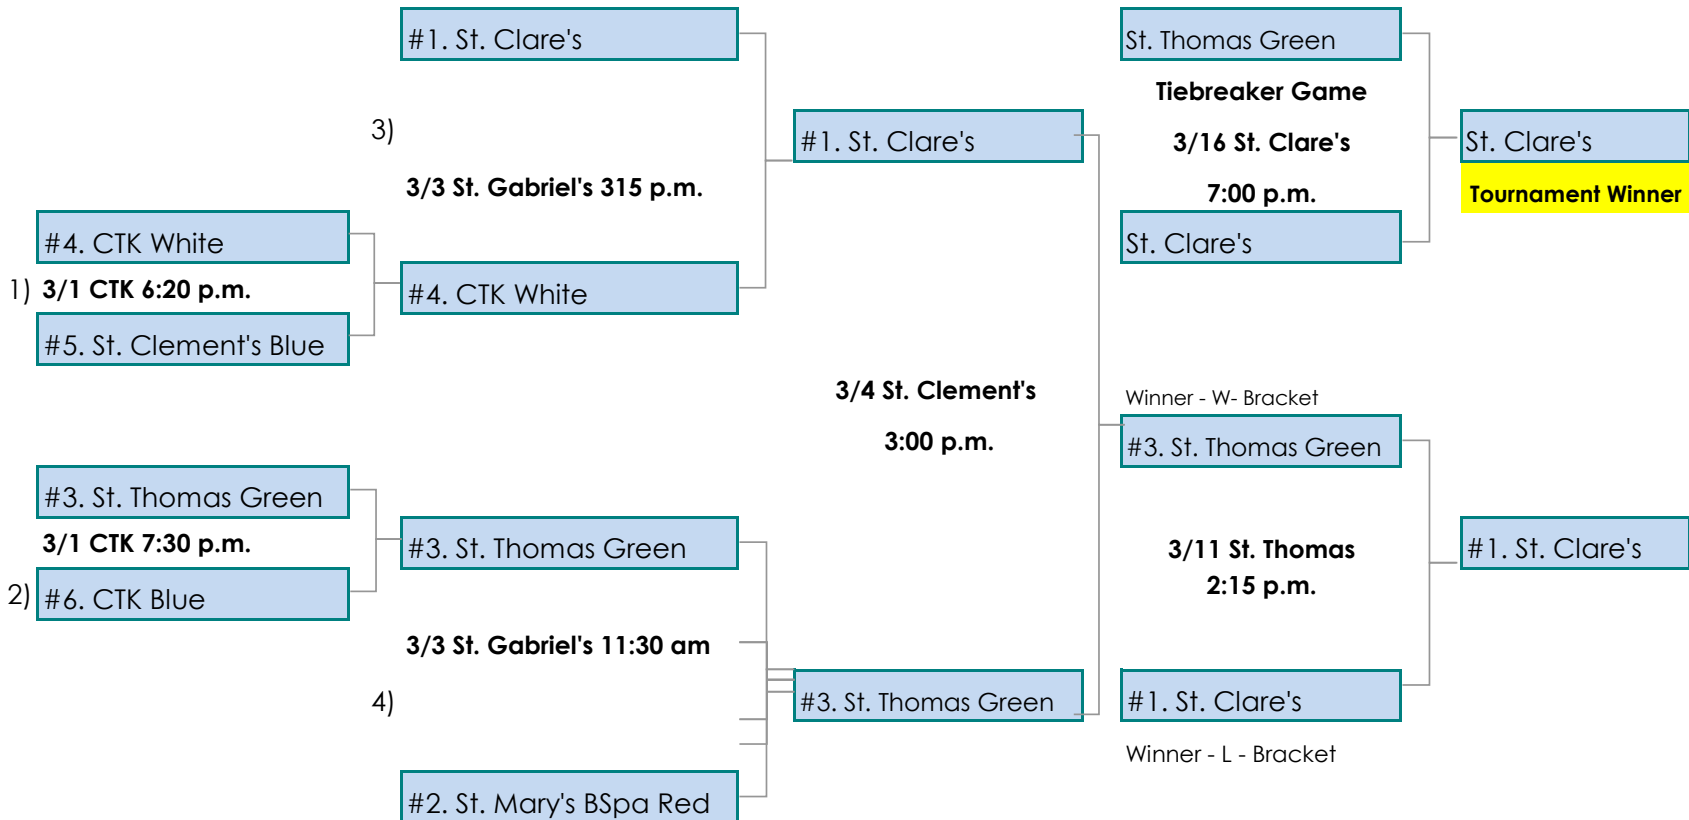 #1. St. Clare's
3)
3/3 St. Gabriel's 315 p.m.
#4. CTK White
1) 3/1 CTK 6:20 p.m.
#5. St. Clement's Blue
#4. CTK White
#3. St. Thomas Green
3/1 CTK 7:30 p.m.
2) #6. CTK Blue
#3. St. Thomas Green
3/3 St. Gabriel's 11:30 am
4)
#2. St. Mary's BSpa Red
#1. St. Clare's
3/4 St. Clement's
3:00 p.m.
#3. St. Thomas Green
St. Thomas Green
Tiebreaker Game
3/16 St. Clare's
7:00 p.m.
St. Clare's
Winner - W- Bracket
#3. St. Thomas Green
3/11 St. Thomas
2:15 p.m.
#1. St. Clare's
Winner - L - Bracket
St. Clare's
Tournament Winner
#1. St. Clare's